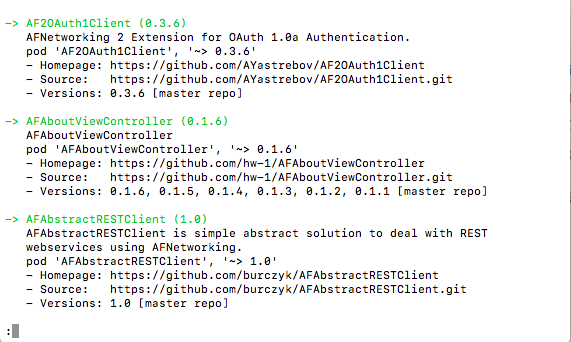 -> AF2OAuth1Client (0.3.6)
AFNetworking 2 Extension for OAuth 1.0a Authentication.
pod 'AF2OAuth1Client', '~> 0.3.6'
- Homepage: https://github.com/AYastrebov/AF2OAuth1Client
- Source:   https://github.com/AYastrebov/AF2OAuth1Client.git
- Versions: 0.3.6 [master repo]
-> AFAboutViewController (0.1.6)
AFAboutViewController
pod 'AFAboutViewController', '~> 0.1.6'
- Homepage: https://github.com/hw-1/AFAboutViewController
- Source:   https://github.com/hw-1/AFAboutViewController.git
- Versions: 0.1.6, 0.1.5, 0.1.4, 0.1.3, 0.1.2, 0.1.1 [master repo]
-> AFAbstractRESTClient (1.0)
AFAbstractRESTClient is simple abstract solution to deal with REST
webservices using AFNetworking.
pod 'AFAbstractRESTClient', '~> 1.0'
- Homepage: https://github.com/burczyk/AFAbstractRESTClient
- Source:   https://github.com/burczyk/AFAbstractRESTClient.git
- Versions: 1.0 [master repo]
: